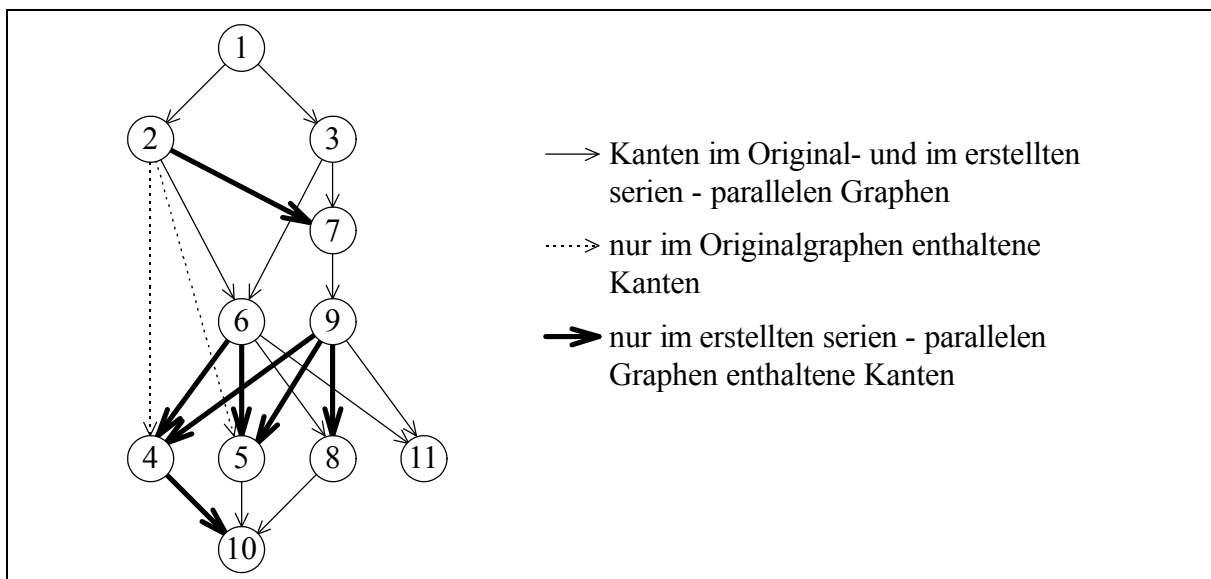 1
2
3
7
6
9
4
5
8
11
10
Kanten im Original- und im erstellten
serien - parallelen Graphen
nur im Originalgraphen enthaltene
Kanten
nur im erstellten serien - parallelen
Graphen enthaltene Kanten